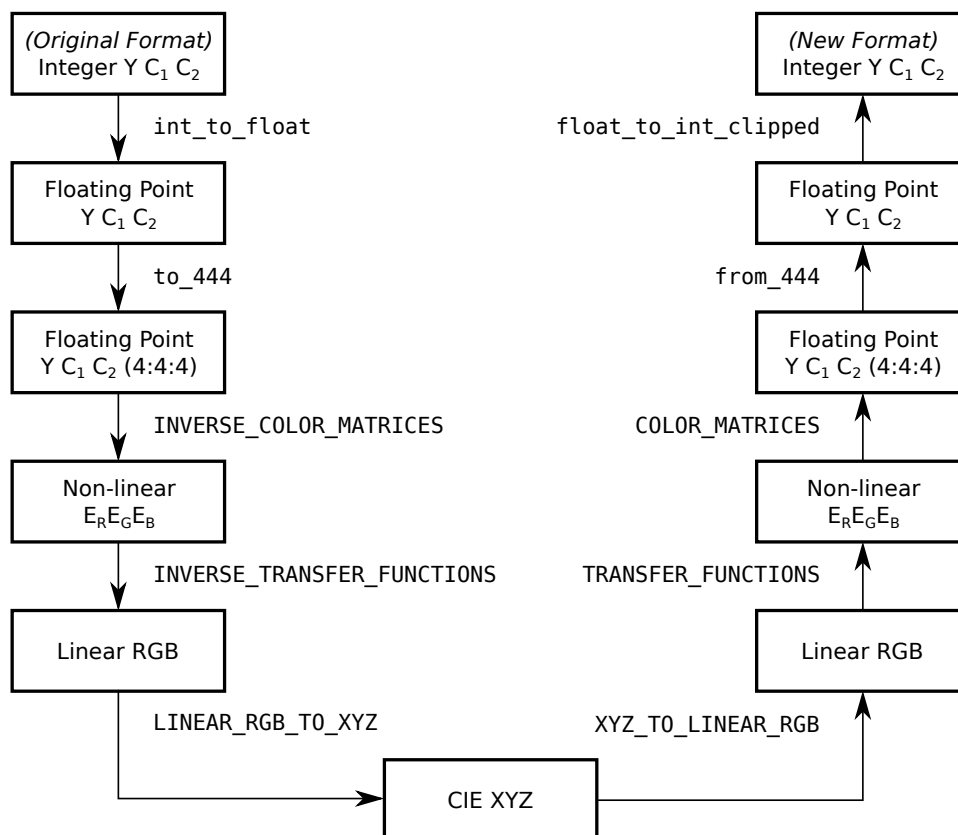 (Original Format)
Integer Y C₁ C₂
int_to_float
Floating Point
Y C₁ C₂
to_444
Floating Point
Y C₁ C₂ (4:4:4)
INVERSE_COLOR_MATRICES
Non-linear
E_RE_GE_B
INVERSE_TRANSFER_FUNCTIONS
Linear RGB
LINEAR_RGB_TO_XYZ
CIE XYZ
XYZ_TO_LINEAR_RGB
Linear RGB
TRANSFER_FUNCTIONS
Non-linear
E_RE_GE_B
COLOR_MATRICES
Floating Point
Y C₁ C₂ (4:4:4)
from_444
Floating Point
Y C₁ C₂
float_to_int_clipped
(New Format)
Integer Y C₁ C₂